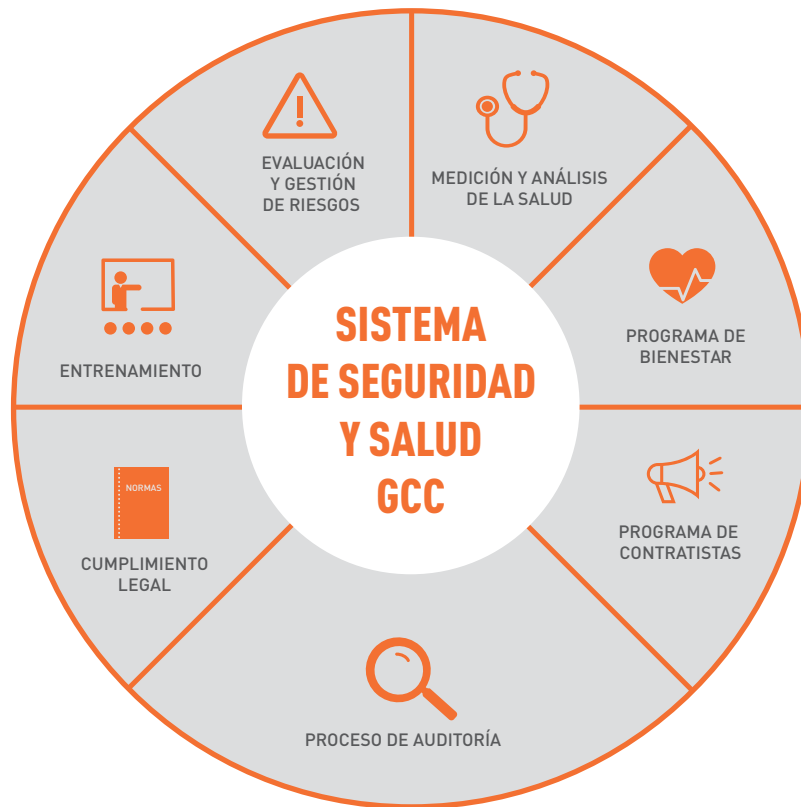 EVALUACIÓN
Y GESTIÓN
DE RIESGOS
MEDICIÓN Y ANÁLISIS
DE LA SALUD
PROGRAMA DE
BIENESTAR
PROGRAMA DE
CONTRATISTAS
PROCESO DE AUDITORÍA
NORMAS
CUMPLIMIENTO
LEGAL
ENTRENAMIENTO
SISTEMA
DE SEGURIDAD
Y SALUD
GCC